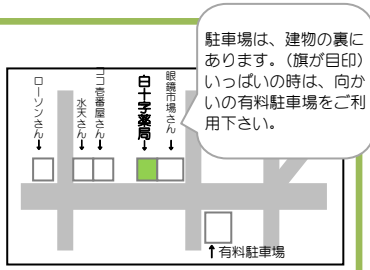 駐車場は、建物の裏に
あります。（旗が目印）
いっぱいの時は、向か
いの有料駐車場をご利
用下さい。
ローソンさん→
水天さん→
ココ壱番屋さん→
白十字薬局→
眼鏡市場さん→
↑有料駐車場